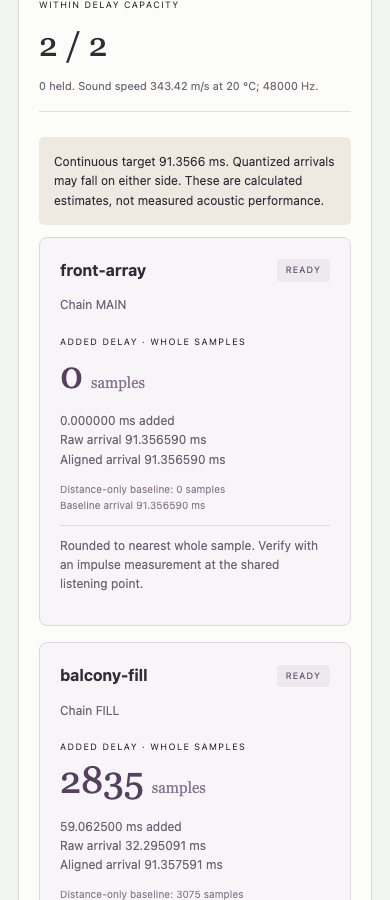 WITHIN DELAY CAPACITY
2 / 2
0 held. Sound speed 343.42 m/s at 20 °C; 48000 Hz.
Continuous target 91.3566 ms. Quantized arrivals
may fall on either side. These are calculated
estimates, not measured acoustic performance.
front-array
READY
Chain MAIN
ADDED DELAY · WHOLE SAMPLES
0 samples
0.000000 ms added
Raw arrival 91.356590 ms
Aligned arrival 91.356590 ms
Distance-only baseline: 0 samples
Baseline arrival 91.356590 ms
Rounded to nearest whole sample. Verify with
an impulse measurement at the shared
listening point.
balcony-fill
READY
Chain FILL
ADDED DELAY · WHOLE SAMPLES
2835 samples
59.062500 ms added
Raw arrival 32.295091 ms
Aligned arrival 91.357591 ms
Distance-only baseline: 3075 samples